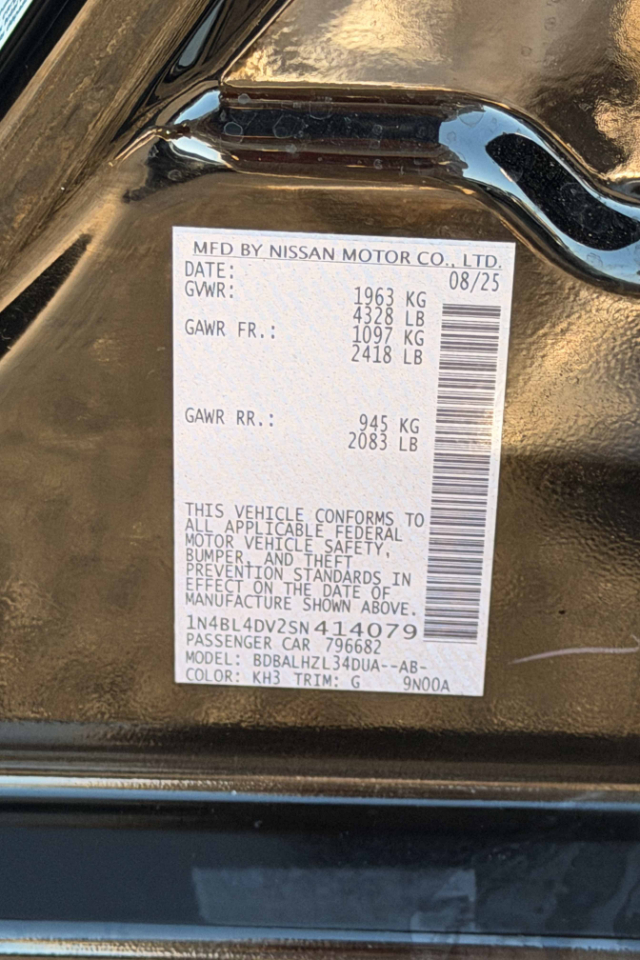 MFD BY NISSAN MOTOR CO., LTD.
DATE: 08/25
GVWR: 1963 KG
4328 LB
GAWR FR.: 1097 KG
2418 LB
GAWR RR.: 945 KG
2083 LB
THIS VEHICLE CONFORMS TO
ALL APPLICABLE FEDERAL
MOTOR VEHICLE SAFETY,
BUMPER, AND THEFT
PREVENTION STANDARDS IN
EFFECT ON THE DATE OF
MANUFACTURE SHOWN ABOVE.
1N4BL4DV2SN414079
PASSENGER CAR 796682
MODEL: BDBALHZL34DUA--AB-
COLOR: KH3 TRIM: G 9N00A